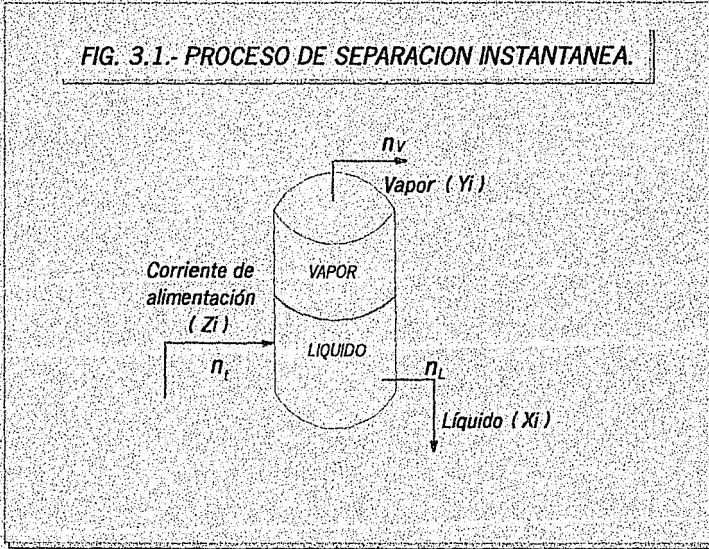 FIG. 3.1.- PROCESO DE SEPARACION INSTANTANEA.
nv
Vapor ( Yi )
Corriente de
alimentación
( Zi )
nt
VAPOR
LIQUIDO
nL
Líquido ( Xi )